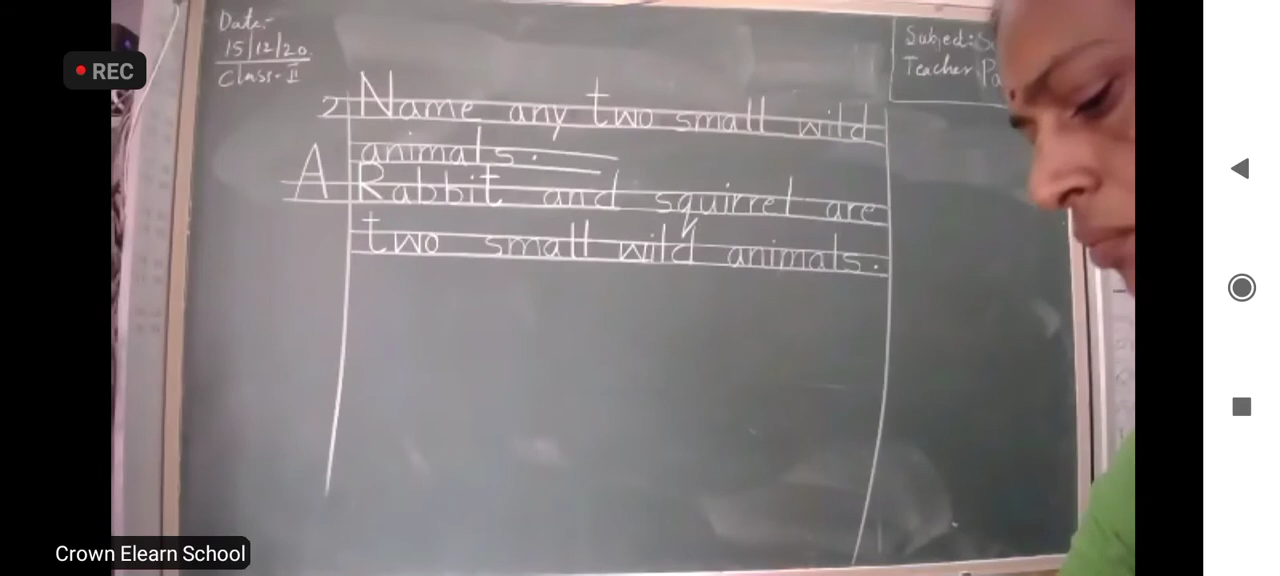 Date:-
15/12/20.
Class-II
Subject:
Teacher
REC
2 Name any two small wild
animals.
A Rabbit and squirrel are
two small wild animals.
Crown Elearn School